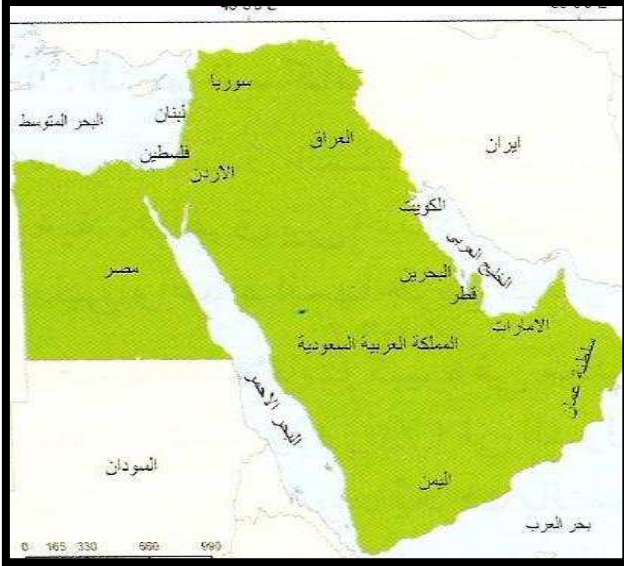 سوريا
لبنان
البحر المتوسط
العراق
ايران
فلسطين
الاردن
الكويت
الخليج العربي
مصر
البحرين
قطر
الامارات
المملكة العربية السعودية
سلطنة عمان
البحر الاحمر
السودان
اليمن
بحر العرب
0 165 330 660 990